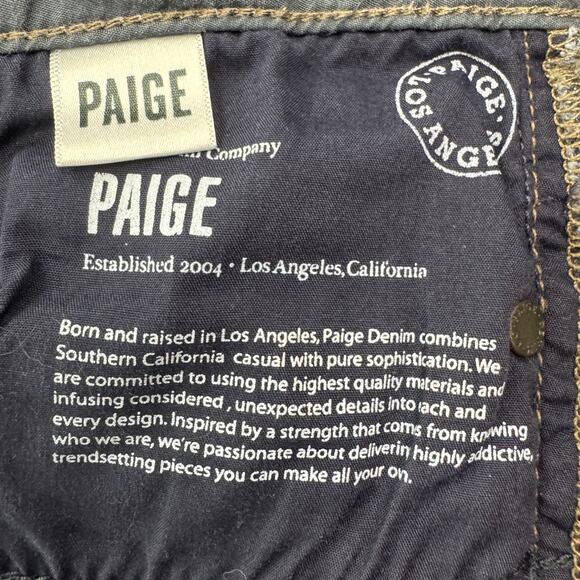 PAIGE
PAIGE · LOS ANGE
Company
PAIGE
Established 2004 • Los Angeles, California
Born and raised in Los Angeles, Paige Denim combines
Southern California casual with pure sophistication. We
are committed to using the highest quality materials and
infusing considered, unexpected details into each and
every design. Inspired by a strength that comes from knowing
who we are, we're passionate about deliverin highly addictive,
trendsetting pieces you can make all your own.